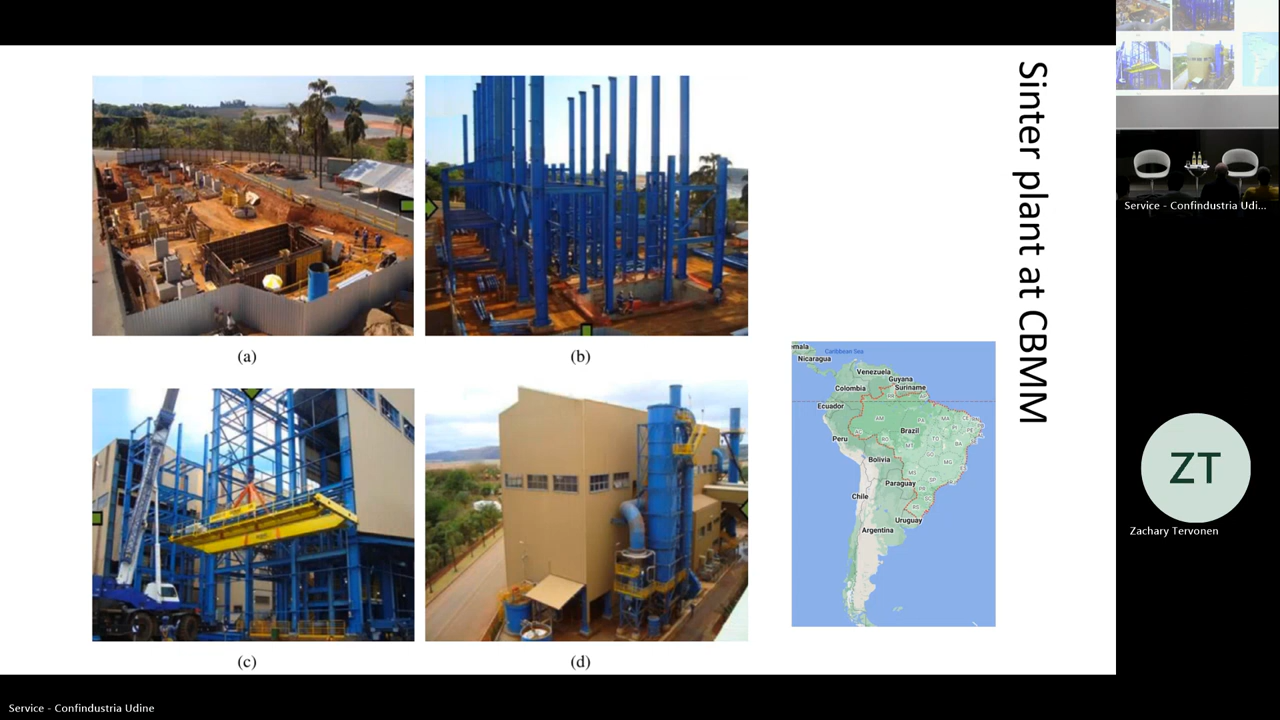 Sinter plant at CBMM
(a)
(b)
(c)
(d)
Caribbean Sea
Nicaragua
Venezuela
Guyana
Suriname
Colombia
Ecuador
Brazil
Peru
Bolivia
Paraguay
Chile
Uruguay
Argentina
Service - Confindustria Udi...
ZT
Zachary Tervonen
Service - Confindustria Udine